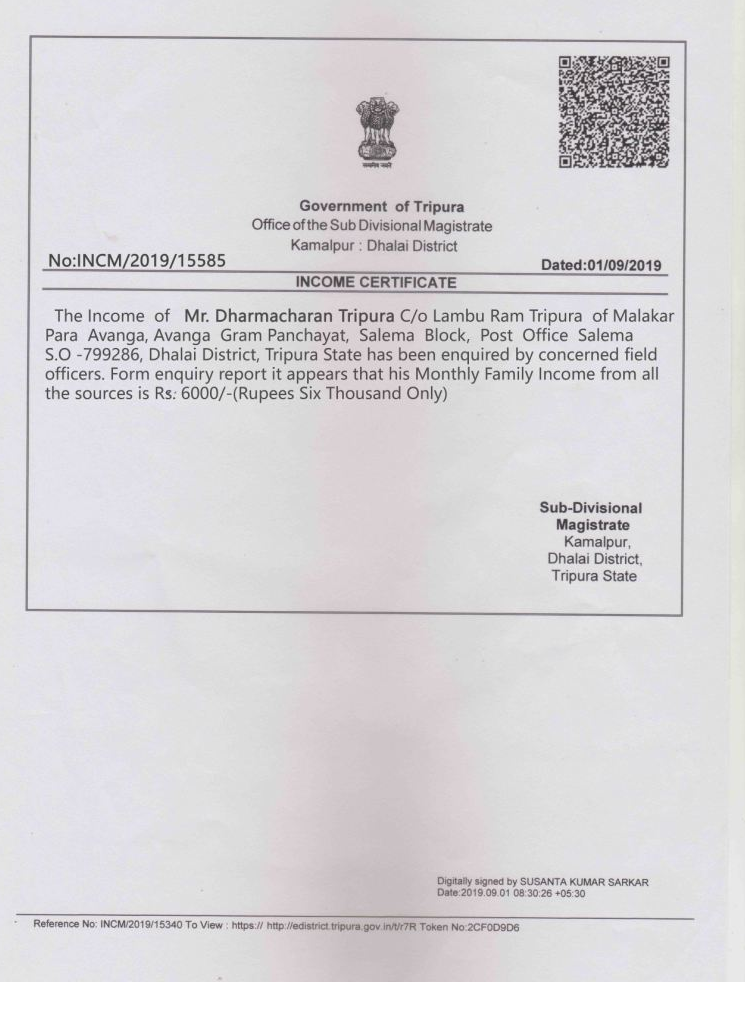 Government of Tripura
Office of the Sub Divisional Magistrate
Kamalpur : Dhalai District
No:INCM/2019/15585
Dated:01/09/2019
INCOME CERTIFICATE
The Income of Mr. Dharmacharan Tripura C/o Lambu Ram Tripura of Malakar
Para Avanga, Avanga Gram Panchayat, Salema Block, Post Office Salema
S.O -799286, Dhalai District, Tripura State has been enquired by concerned field
officers. Form enquiry report it appears that his Monthly Family Income from all
the sources is Rs: 6000/-(Rupees Six Thousand Only)
Sub-Divisional
Magistrate
Kamalpur,
Dhalai District,
Tripura State
Digitally signed by SUSANTA KUMAR SARKAR
Date:2019.09.01 08:30:26 +05:30
Reference No: INCM/2019/15340 To View : https:// http://edistrict.tripura.gov.in/t/r7R Token No:2CF0D9D6